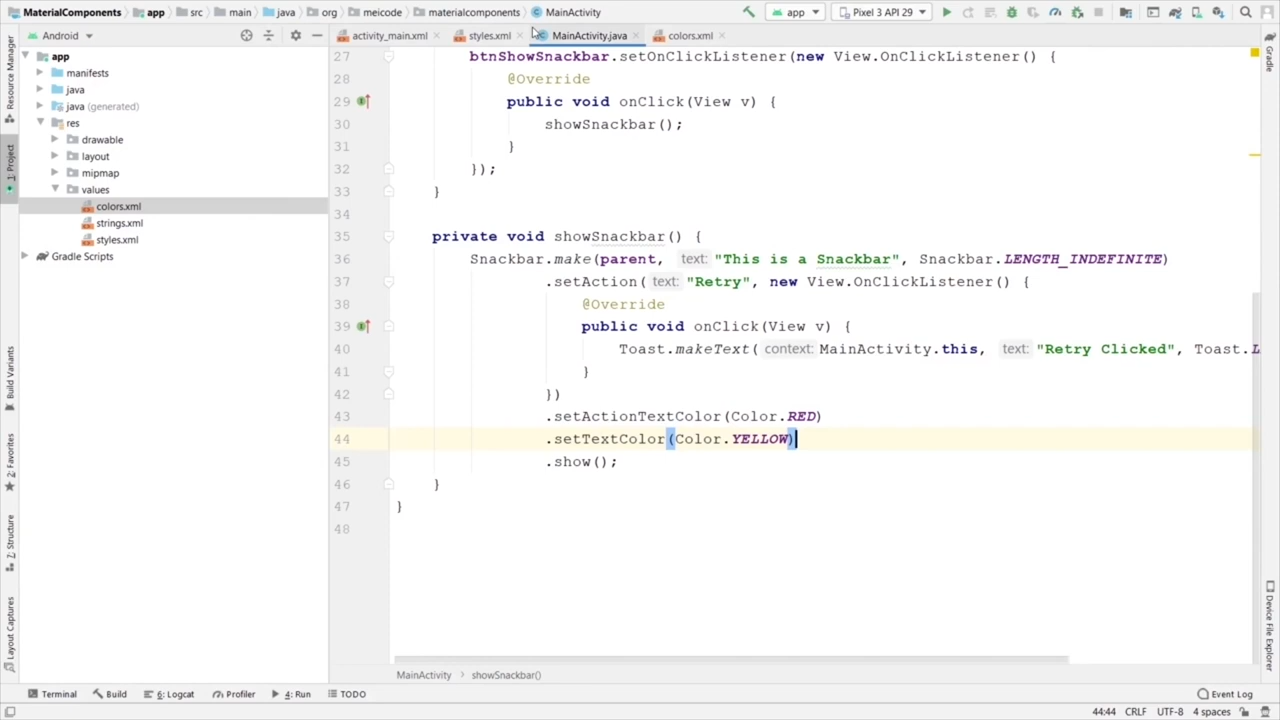 MaterialComponents app src main java org meicode materialcomponents MainActivity app Pixel 3 API 29
Android activity_main.xml styles.xml MainActivity.java colors.xml
app
manifests
java
java (generated)
res
drawable
layout
mipmap
values
colors.xml
strings.xml
styles.xml
Gradle Scripts
Resource Manager
1: Project
Build Variants
2: Favorites
7: Structure
Layout Captures
27 btnShowSnackbar.setOnClickListener(new View.OnClickListener() {
28 @Override
29 public void onClick(View v) {
30 showSnackbar();
31 }
32 });
33 }
34
35 private void showSnackbar() {
36 Snackbar.make(parent, text: "This is a Snackbar", Snackbar.LENGTH_INDEFINITE)
37 .setAction( text: "Retry", new View.OnClickListener() {
38 @Override
39 public void onClick(View v) {
40 Toast.makeText( context: MainActivity.this, text: "Retry Clicked", Toast.L
41 }
42 })
43 .setActionTextColor(Color.RED)
44 .setTextColor(Color.YELLOW)
45 .show();
46 }
47 }
48
Gradle
Device File Explorer
MainActivity showSnackbar()
Terminal Build 6: Logcat Profiler 4: Run TODO Event Log
44:44 CRLF UTF-8 4 spaces